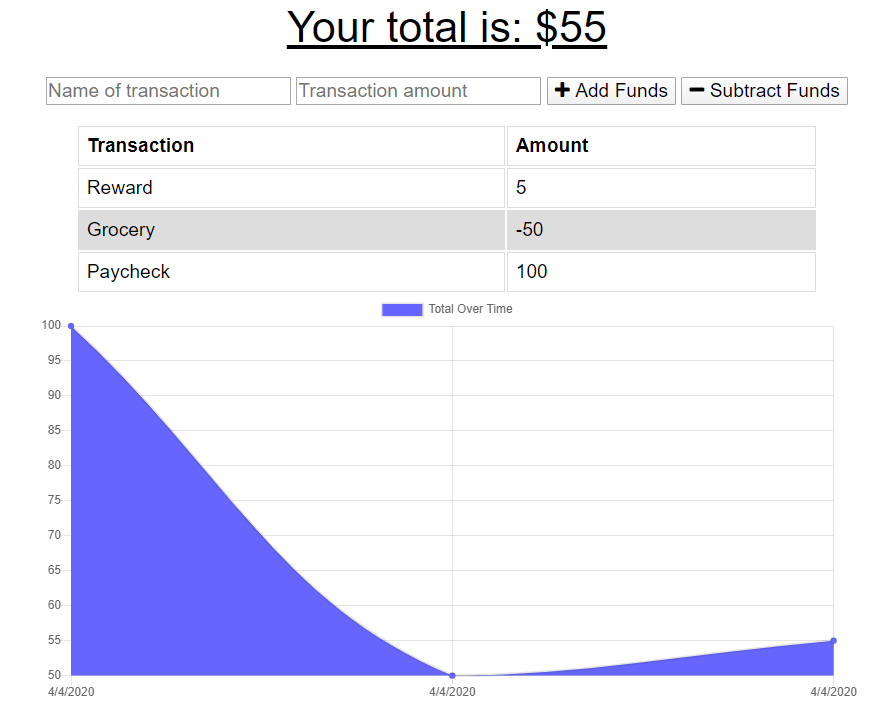 Your total is: $55
Name of transaction Transaction amount Add Funds Subtract Funds
Transaction Amount
Reward 5
Grocery -50
Paycheck 100
Total Over Time
100
95
90
85
80
75
70
65
60
55
50
4/4/2020 4/4/2020 4/4/2020